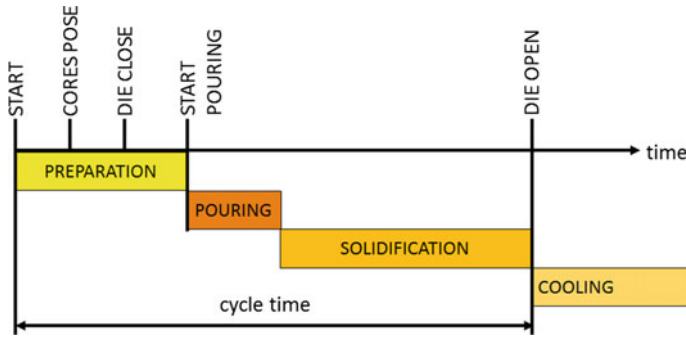 START
CORES POSE
DIE CLOSE
START
POURING
DIE OPEN
time
PREPARATION
POURING
SOLIDIFICATION
COOLING
cycle time